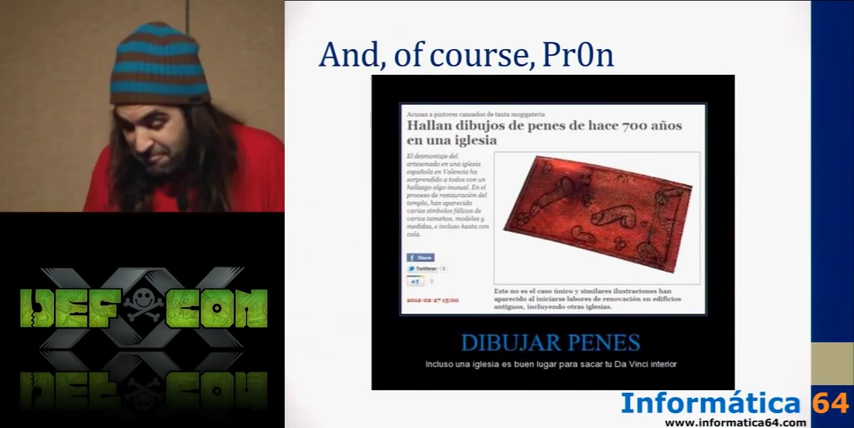 And, of course, Pr0n
Acusan a pintores cansados de tanta mogigatería
Hallan dibujos de penes de hace 700 años
en una iglesia
El desmontaje del
artesonado en una iglesia
española en Valencia ha
sorprendido a todos con un
hallazgo algo inusual. En el
proceso de restauración del
templo, han aparecido
varios símbolos fálicos de
varios tamaños, modelos y
medidas, e incluso hasta con
cola.
Share
Twittear
+1
0
2012-02-27 15:00
Este no es el caso único y similares ilustraciones han
aparecido al iniciarse labores de renovación en edificios
antiguos, incluyendo otras iglesias.
DIBUJAR PENES
Incluso una iglesia es buen lugar para sacar tu Da Vinci interior
DEFCON
XX
Informática 64
www.informatica64.com